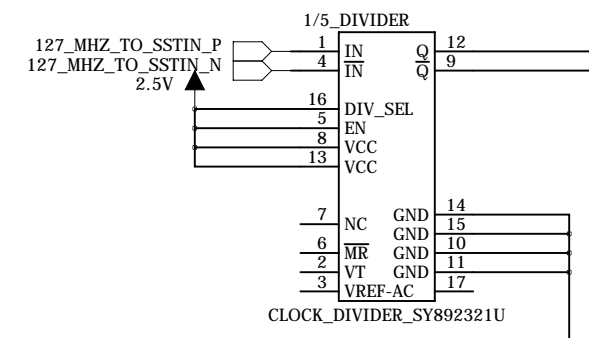 1/5_DIVIDER
127_MHZ_TO_SSTIN_P 1 IN Q 12
127_MHZ_TO_SSTIN_N 4 IN Q 9
2.5V
16 DIV_SEL
5 EN
8 VCC
13 VCC
7 NC GND 14
GND 15
6 MR GND 10
2 VT GND 11
3 VREF-AC 17
CLOCK_DIVIDER_SY892321U